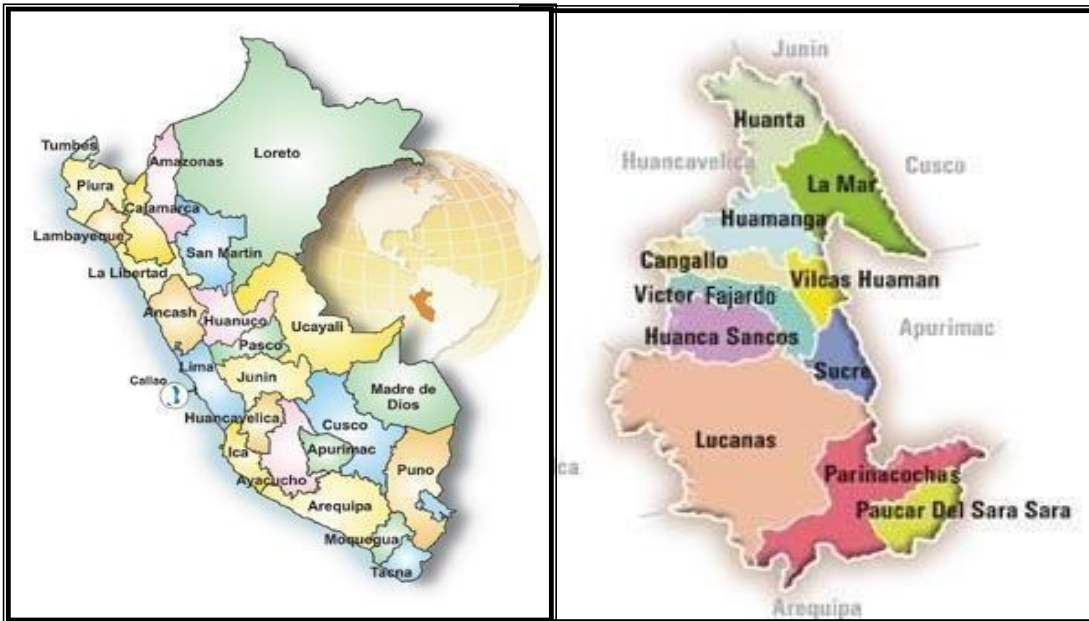 Tumbes
Piura
Amazonas
Loreto
Cajamarca
Lambayeque
San Martin
La Libertad
Ancash
Huanuco
Ucayali
Pasco
Lima
Junin
Callao
Madre de
Dios
Huancavelica
Cusco
Ica
Apurimac
Puno
Ayacucho
Arequipa
Moquegua
Tacna
Junín
Huanta
Huancavelica
La Mar
Cusco
Huamanga
Cangallo
Vilcas Huaman
Victor Fajardo
Huanca Sancos
Apurimac
Sucre
Lucanas
ca
Parinacochas
Paucar Del Sara Sara
Arequipa